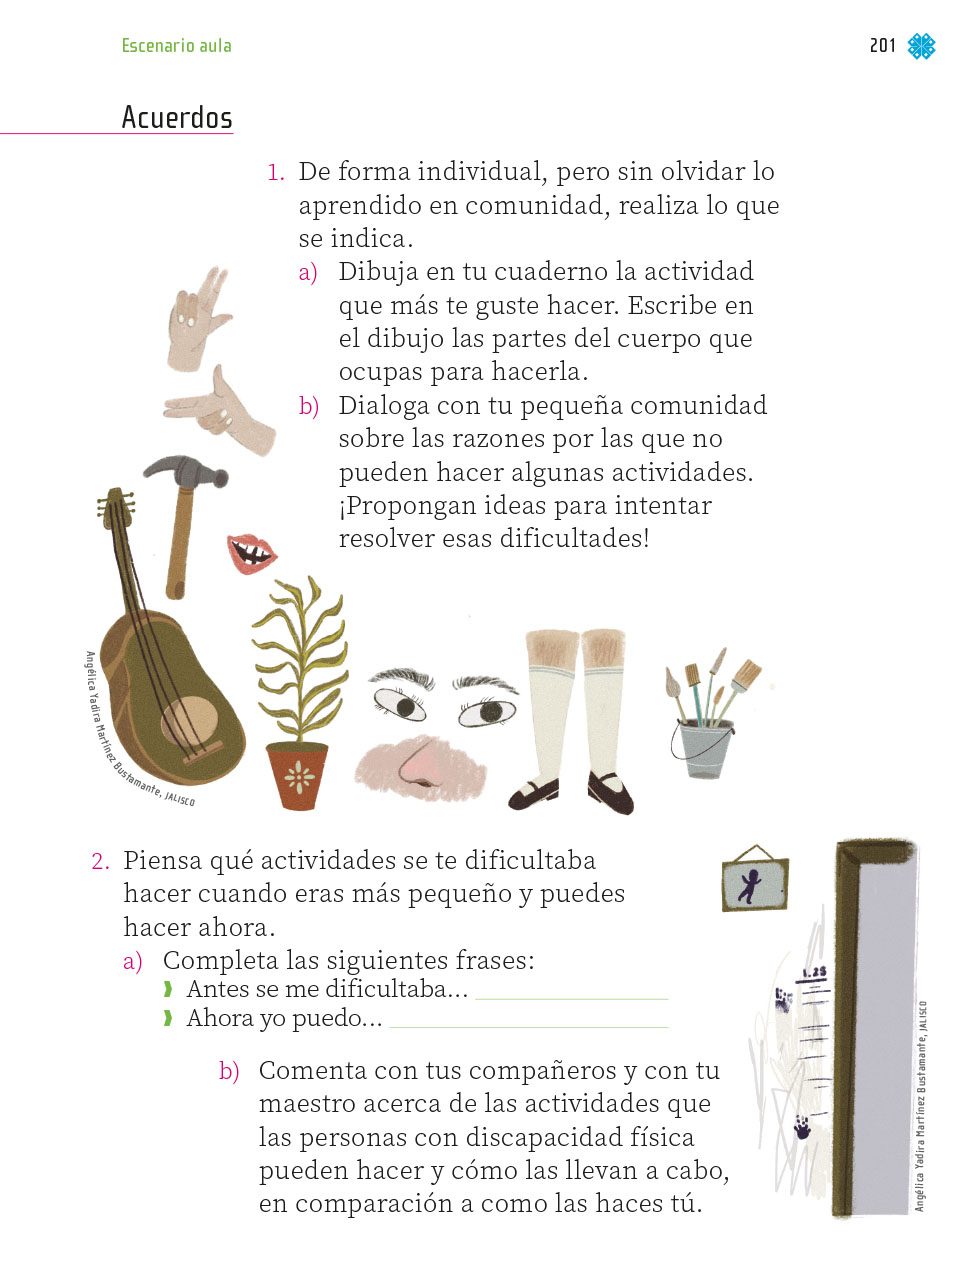 Escenario aula
201
Acuerdos
1. De forma individual, pero sin olvidar lo
aprendido en comunidad, realiza lo que
se indica.
a) Dibuja en tu cuaderno la actividad
que más te guste hacer. Escribe en
el dibujo las partes del cuerpo que
ocupas para hacerla.
b) Dialoga con tu pequeña comunidad
sobre las razones por las que no
pueden hacer algunas actividades.
¡Propongan ideas para intentar
resolver esas dificultades!
Angélica Yadira Martínez Bustamante, JALISCO
2. Piensa qué actividades se te dificultaba
hacer cuando eras más pequeño y puedes
hacer ahora.
a) Completa las siguientes frases:
Antes se me dificultaba...
Ahora yo puedo...
b) Comenta con tus compañeros y con tu
maestro acerca de las actividades que
las personas con discapacidad física
pueden hacer y cómo las llevan a cabo,
en comparación a como las haces tú.
1.25
Angélica Yadira Martínez Bustamante, JALISCO